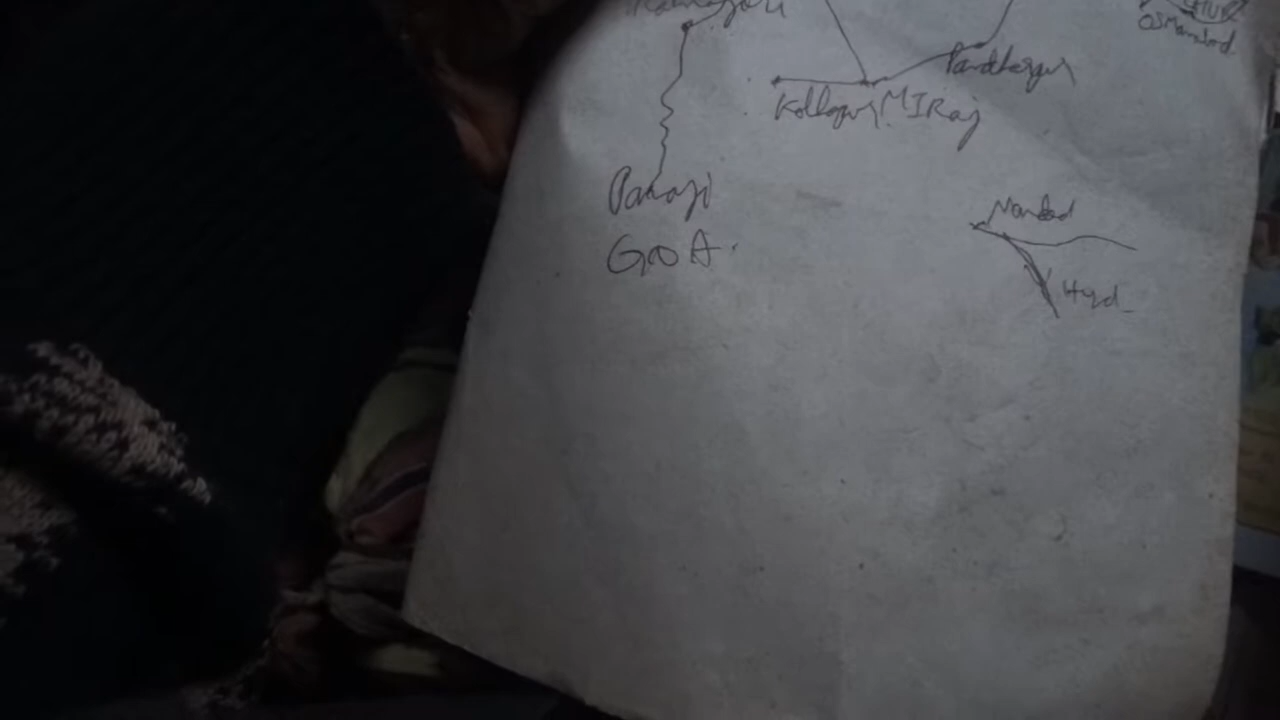 OSManabad
Pandharpur
Kolhapur MIRaj
Panaji
GOA.
Nanded
Hyd